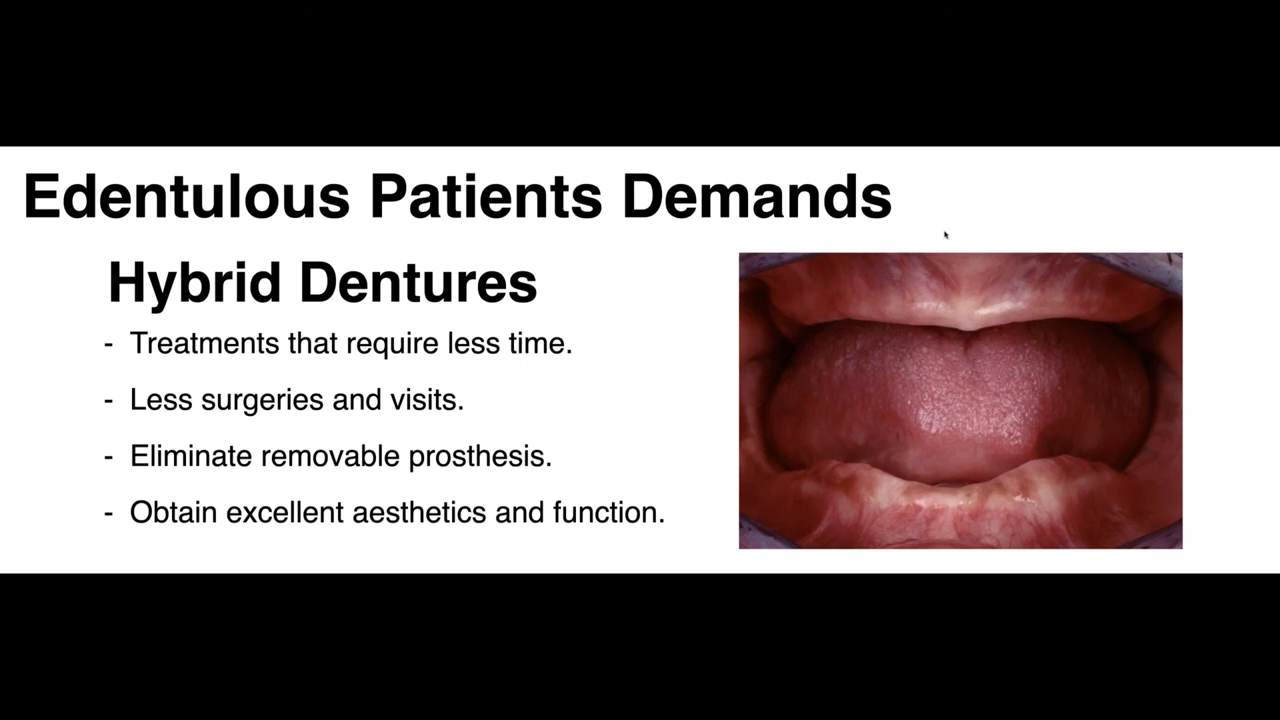 Edentulous Patients Demands
Hybrid Dentures
- Treatments that require less time.
- Less surgeries and visits.
- Eliminate removable prosthesis.
- Obtain excellent aesthetics and function.